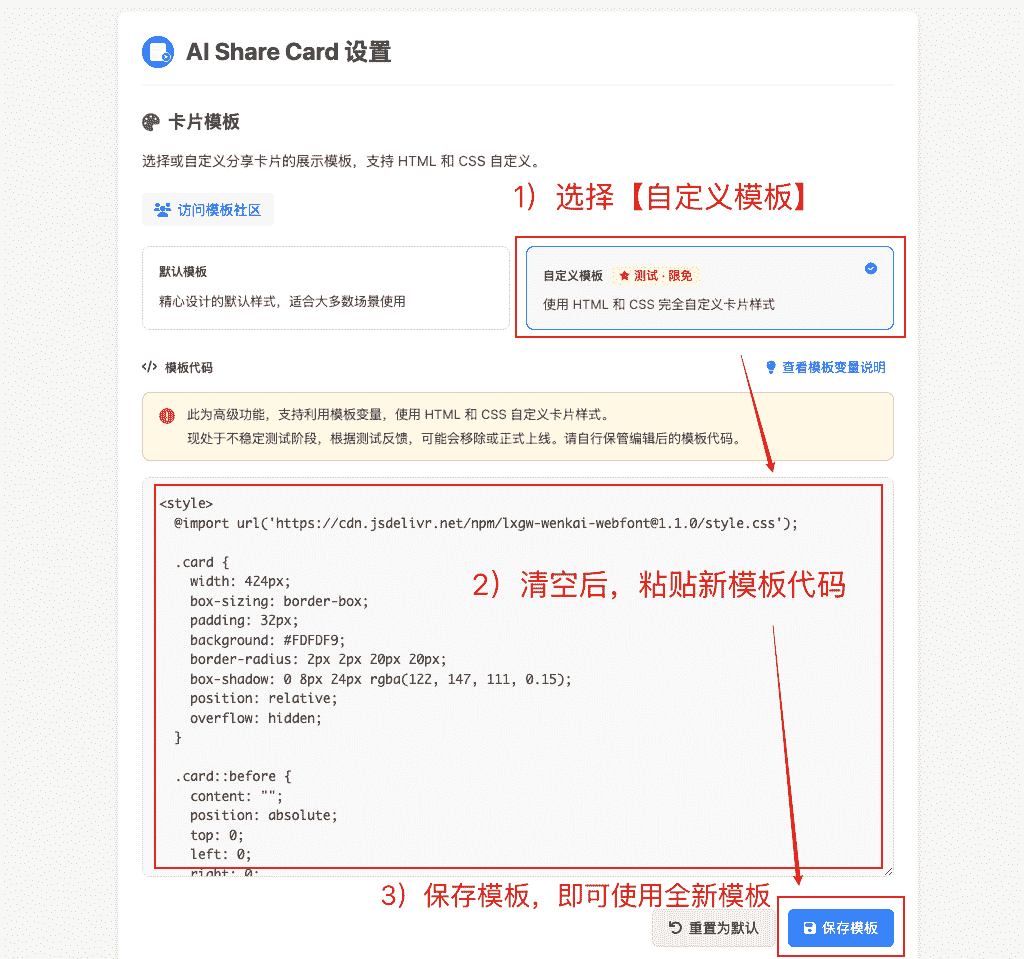 AI Share Card 设置
卡片模板
选择或自定义分享卡片的展示模板，支持 HTML 和 CSS 自定义。
1）选择【自定义模板】
访问模板社区
默认模板
精心设计的默认样式，适合大多数场景使用
自定义模板 测试·限免
使用 HTML 和 CSS 完全自定义卡片样式
</> 模板代码
查看模板变量说明
此为高级功能，支持利用模板变量，使用 HTML 和 CSS 自定义卡片样式。
现处于不稳定测试阶段，根据测试反馈，可能会移除或正式上线。请自行保管编辑后的模板代码。
<style>
@import url('https://cdn.jsdelivr.net/npm/lxgw-wenkai-webfont@1.1.0/style.css');
.card {
width: 424px;
2）清空后，粘贴新模板代码
box-sizing: border-box;
padding: 32px;
background: #FDFDF9;
border-radius: 2px 2px 20px 20px;
box-shadow: 0 8px 24px rgba(122, 147, 111, 0.15);
position: relative;
overflow: hidden;
}
.card::before {
content: "";
position: absolute;
top: 0;
left: 0;
right: 0;
3）保存模板，即可使用全新模板
重置为默认
保存模板